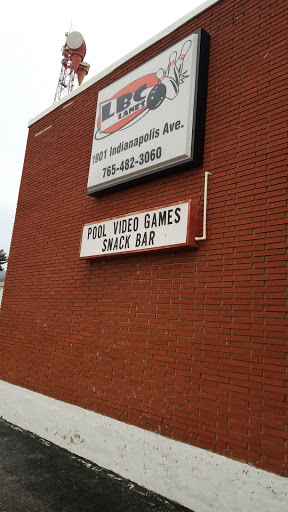 LBC
LANES
1901 Indianapolis Ave.
765-482-3060
POOL VIDEO GAMES
SNACK BAR